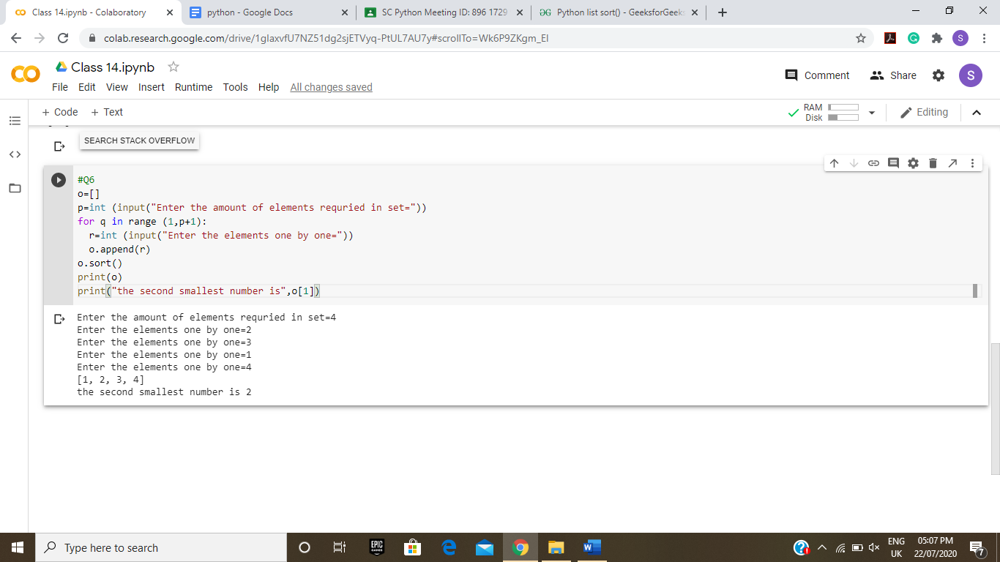 Class 14.ipynb - Colaboratory
python - Google Docs
SC Python Meeting ID: 896 1729
GG Python list sort() - GeeksforGeeks
colab.research.google.com/drive/1glaxvfU7NZ51dg2sjETVyq-PtUL7AU7y#scrollTo=Wk6P9ZKgm_EI
S
CO
Class 14.ipynb
Comment
Share
S
File Edit View Insert Runtime Tools Help All changes saved
+ Code + Text
RAM
Disk
Editing
SEARCH STACK OVERFLOW
#Q6
o=[]
p=int (input("Enter the amount of elements requried in set="))
for q in range (1,p+1):
r=int (input("Enter the elements one by one="))
o.append(r)
o.sort()
print(o)
print("the second smallest number is",o[1])
Enter the amount of elements requried in set=4
Enter the elements one by one=2
Enter the elements one by one=3
Enter the elements one by one=1
Enter the elements one by one=4
[1, 2, 3, 4]
the second smallest number is 2
Type here to search
EPIC
GAMES
ENG
UK
05:07 PM
22/07/2020
7